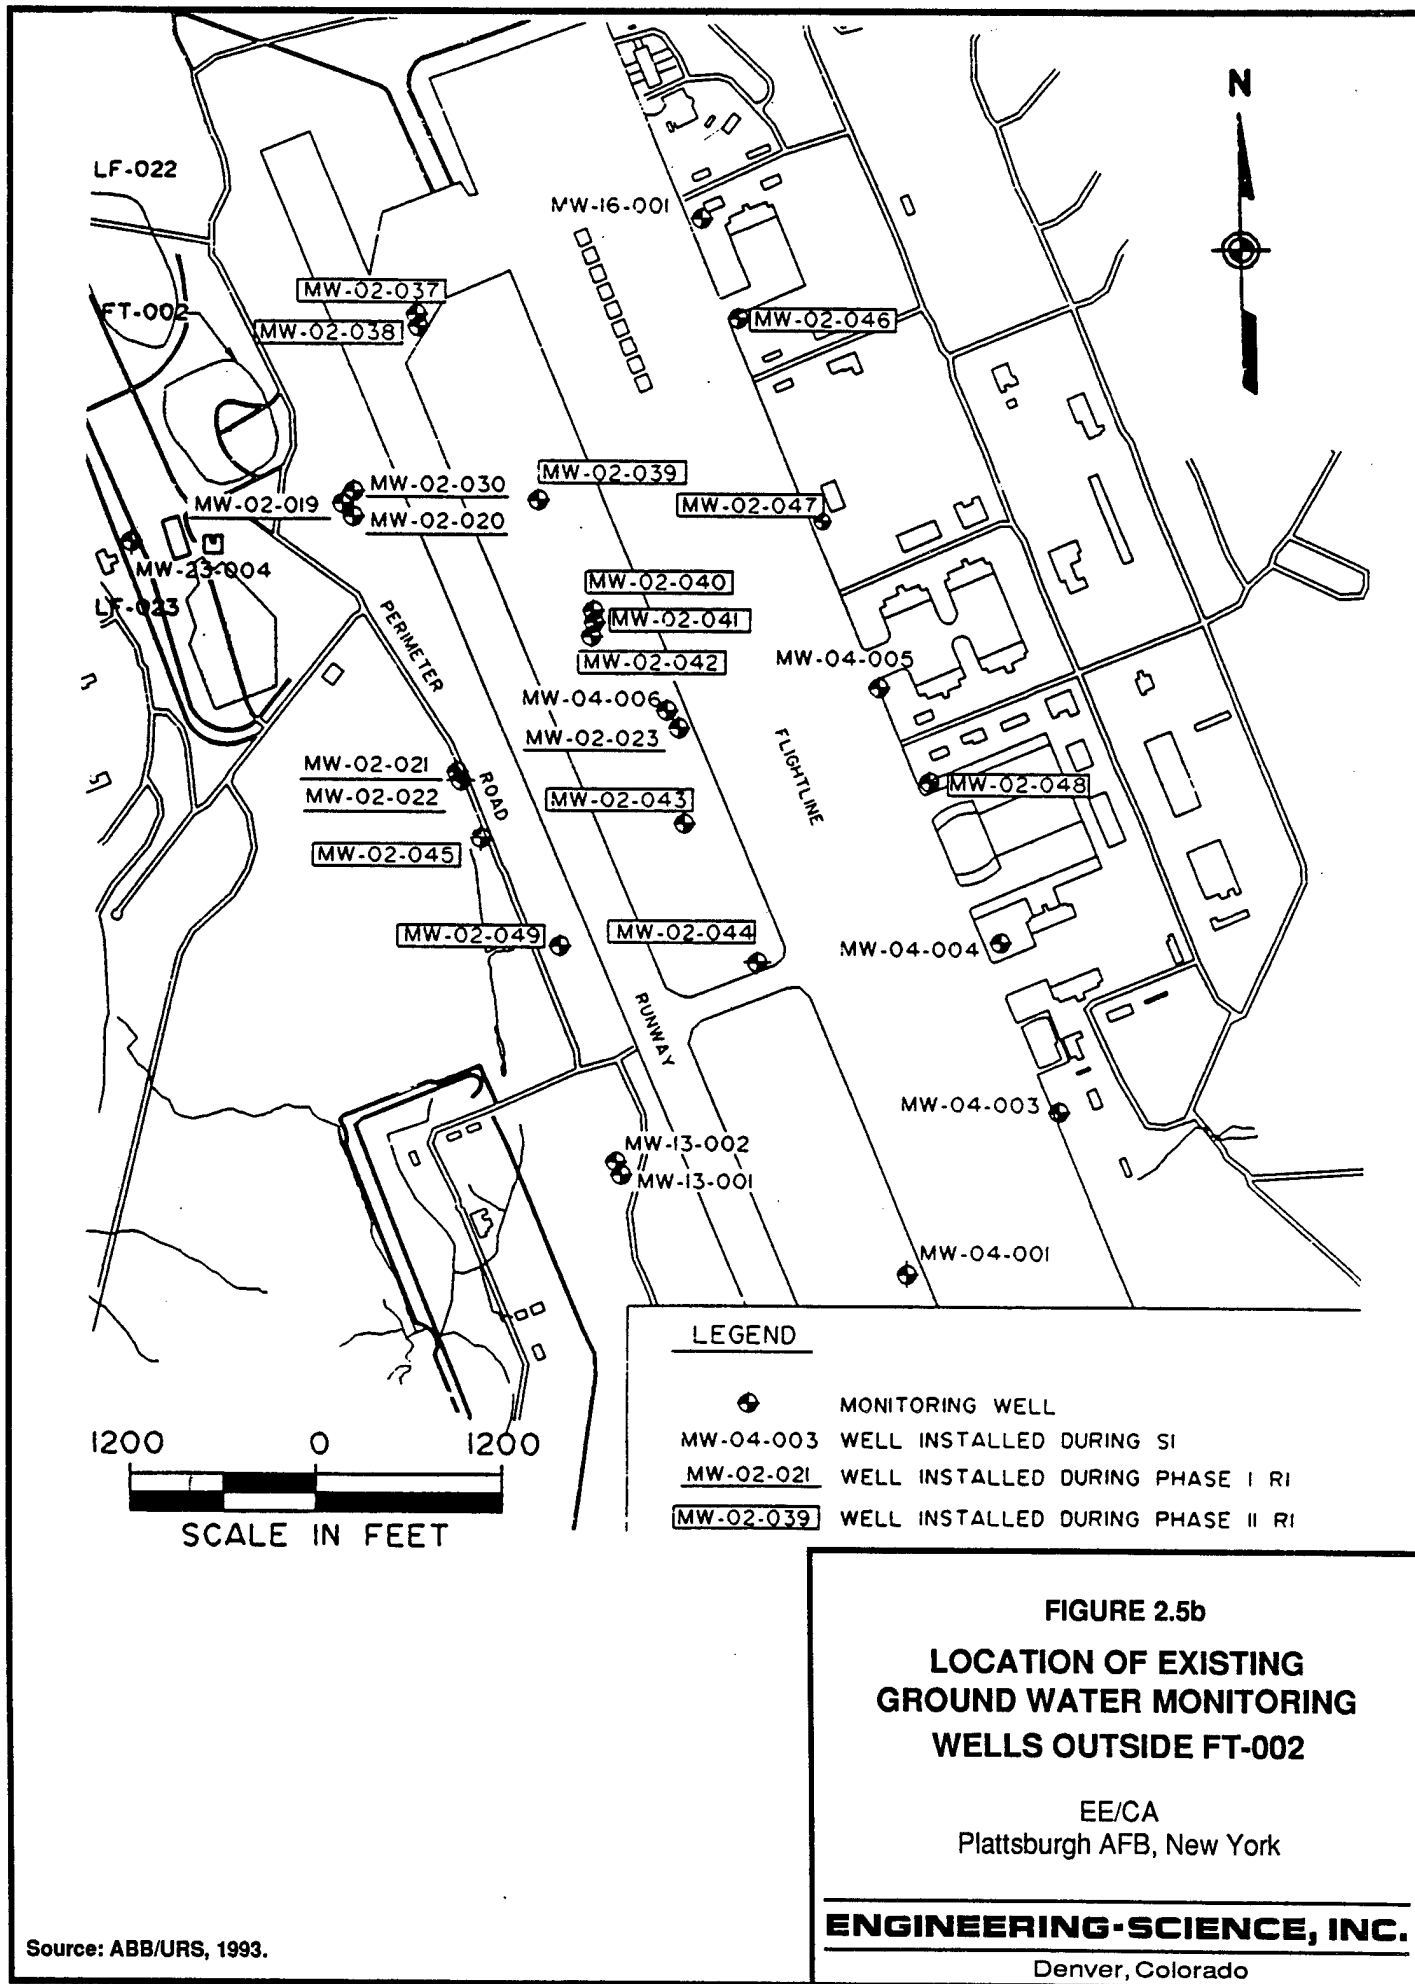 N
LF-022
MW-16-001
MW-02-037
FT-002
MW-02-038
MW-02-046
MW-02-039
MW-02-030
MW-02-019
MW-02-047
MW-02-020
MW-23-004
MW-02-040
LF-023
MW-02-041
PERIMETER
MW-02-042
MW-04-005
MW-04-006
MW-02-023
FLIGHTLINE
MW-02-021
ROAD
MW-02-048
MW-02-022
MW-02-043
MW-02-045
MW-02-049
MW-02-044
MW-04-004
RUNWAY
MW-04-003
MW-13-002
MW-13-001
MW-04-001
LEGEND
MONITORING WELL
MW-04-003 WELL INSTALLED DURING SI
MW-02-021 WELL INSTALLED DURING PHASE I RI
MW-02-039 WELL INSTALLED DURING PHASE II RI
1200 0 1200
SCALE IN FEET
FIGURE 2.5b
LOCATION OF EXISTING
GROUND WATER MONITORING
WELLS OUTSIDE FT-002
EE/CA
Plattsburgh AFB, New York
ENGINEERING-SCIENCE, INC.
Denver, Colorado
Source: ABB/URS, 1993.